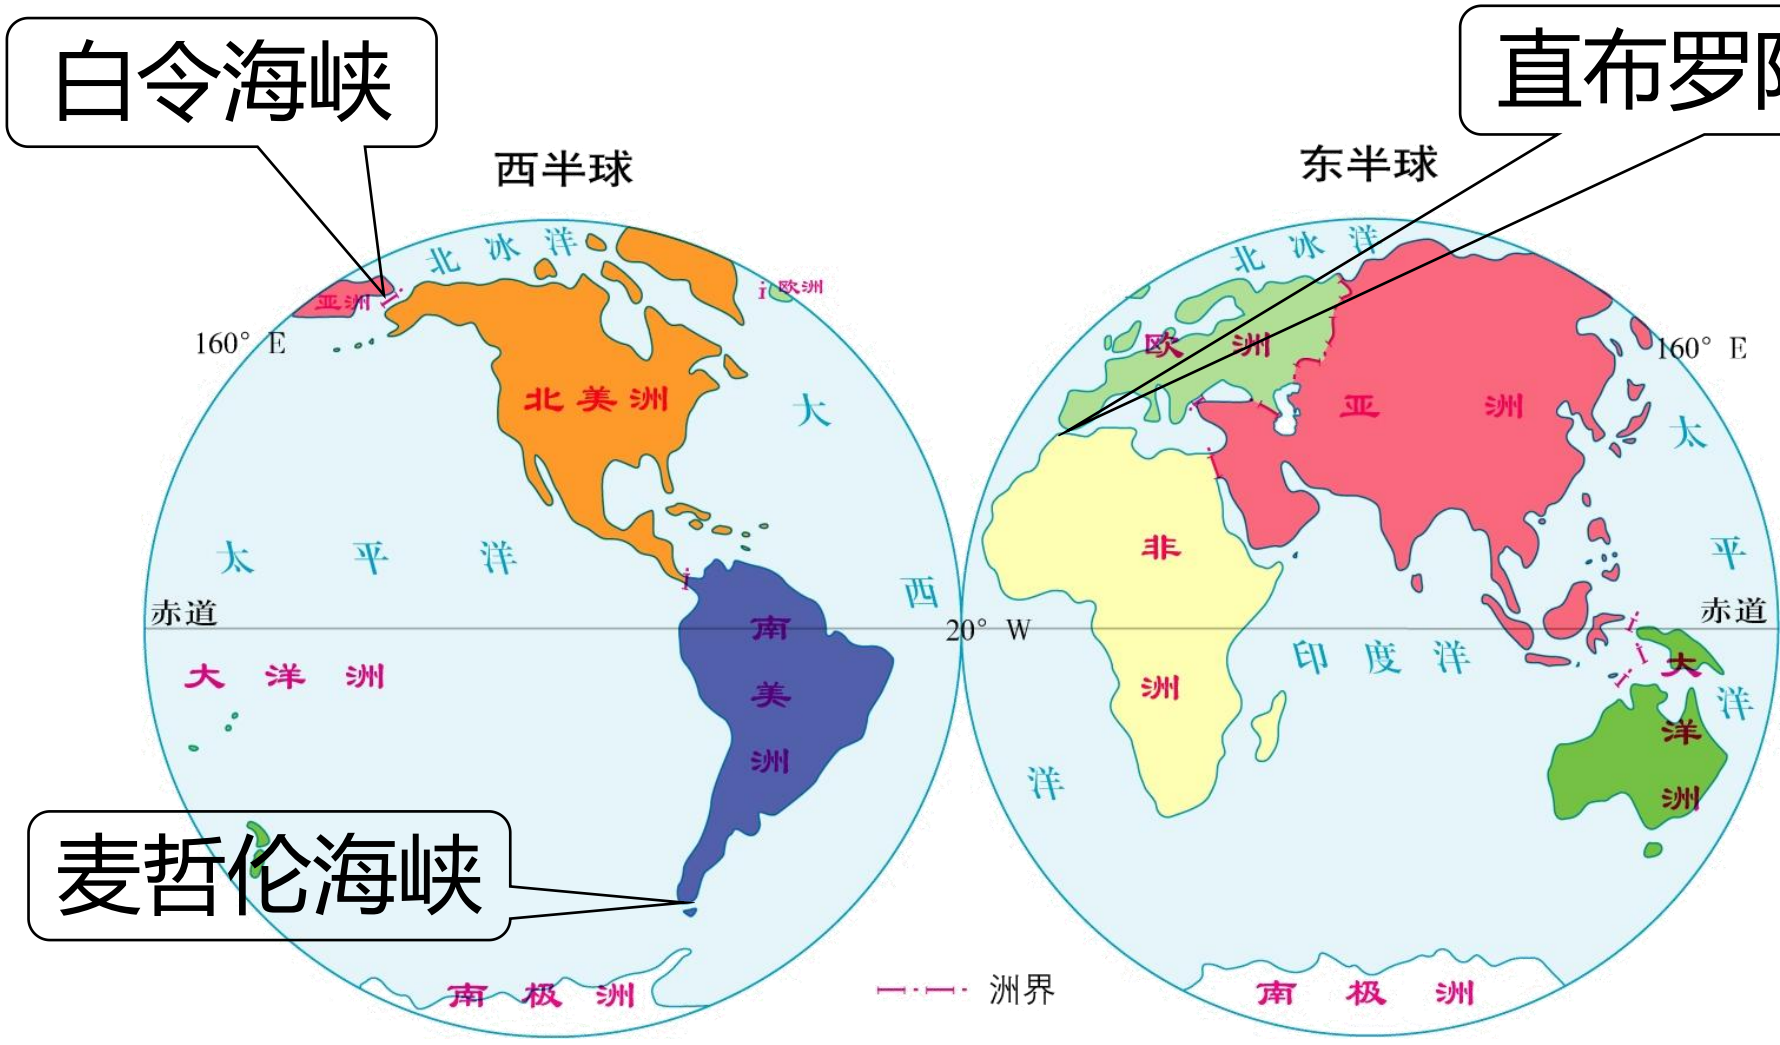 白令海峡
直布罗陀
西半球
东半球
北冰洋
北冰洋
亚洲
欧洲
160° E
欧洲
160° E
北美洲
大
亚洲
太
太平洋
非
平
西
赤道
南
20° W
赤道
印度洋
大洋洲
美
洲
大
洋
洲
洋
洋
洲
麦哲伦海峡
南极洲
洲界
南极洲